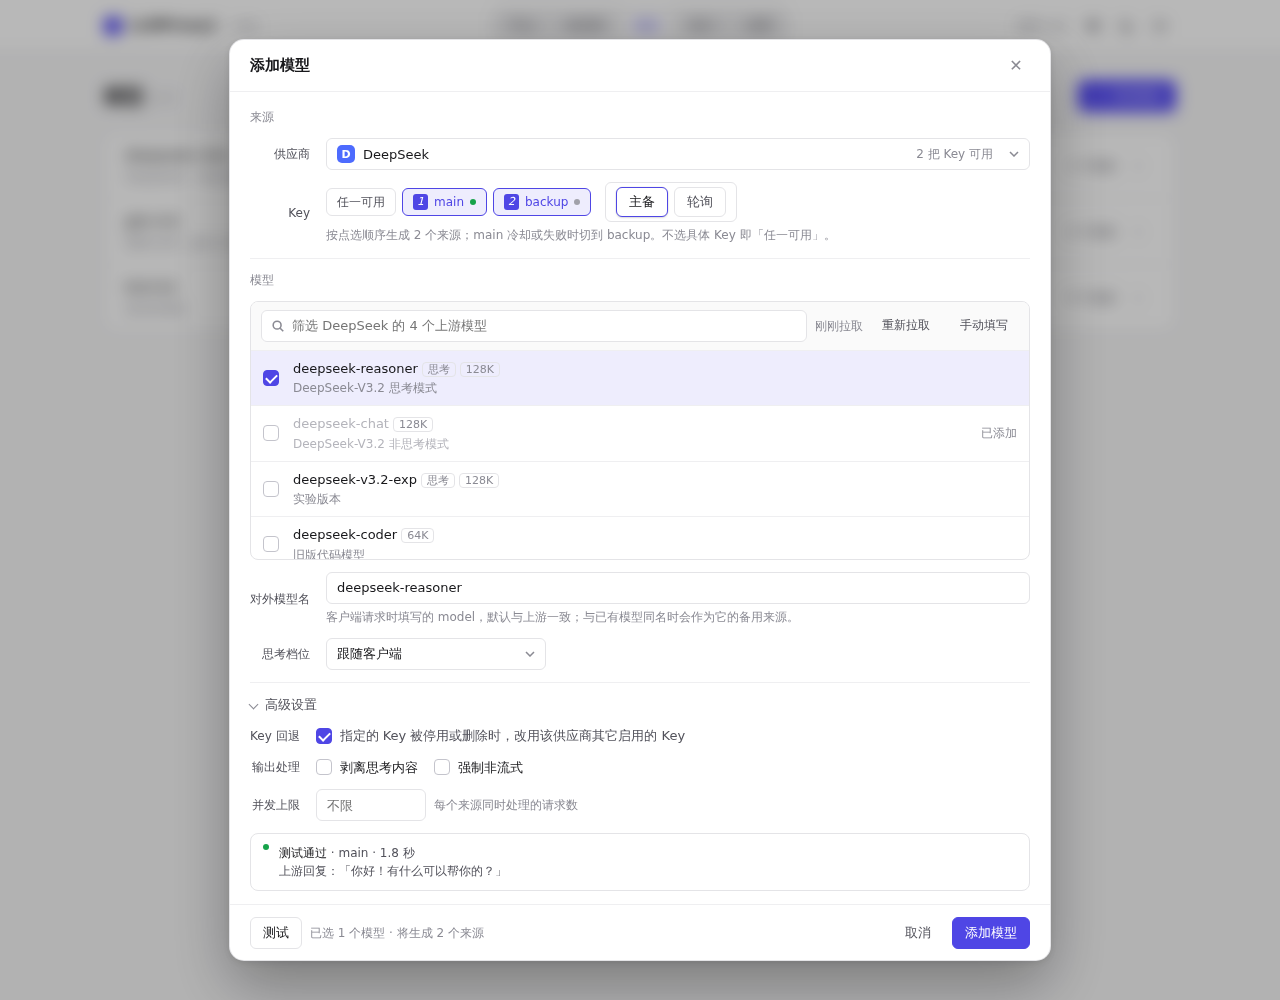 添加模型
来源
供应商 D DeepSeek 2 把 Key 可用
Key 任一可用 1 main 2 backup 主备 轮询
按点选顺序生成 2 个来源；main 冷却或失败时切到 backup。不选具体 Key 即「任一可用」。
模型
筛选 DeepSeek 的 4 个上游模型 刚刚拉取 重新拉取 手动填写
deepseek-reasoner 思考 128K
DeepSeek-V3.2 思考模式
deepseek-chat 128K
DeepSeek-V3.2 非思考模式
已添加
deepseek-v3.2-exp 思考 128K
实验版本
deepseek-coder 64K
旧版代码模型
对外模型名 deepseek-reasoner
客户端请求时填写的 model，默认与上游一致；与已有模型同名时会作为它的备用来源。
思考档位 跟随客户端
高级设置
Key 回退 指定的 Key 被停用或删除时，改用该供应商其它启用的 Key
输出处理 剥离思考内容 强制非流式
并发上限 不限 每个来源同时处理的请求数
测试通过 · main · 1.8 秒
上游回复：「你好！有什么可以帮你的？」
测试 已选 1 个模型 · 将生成 2 个来源 取消 添加模型